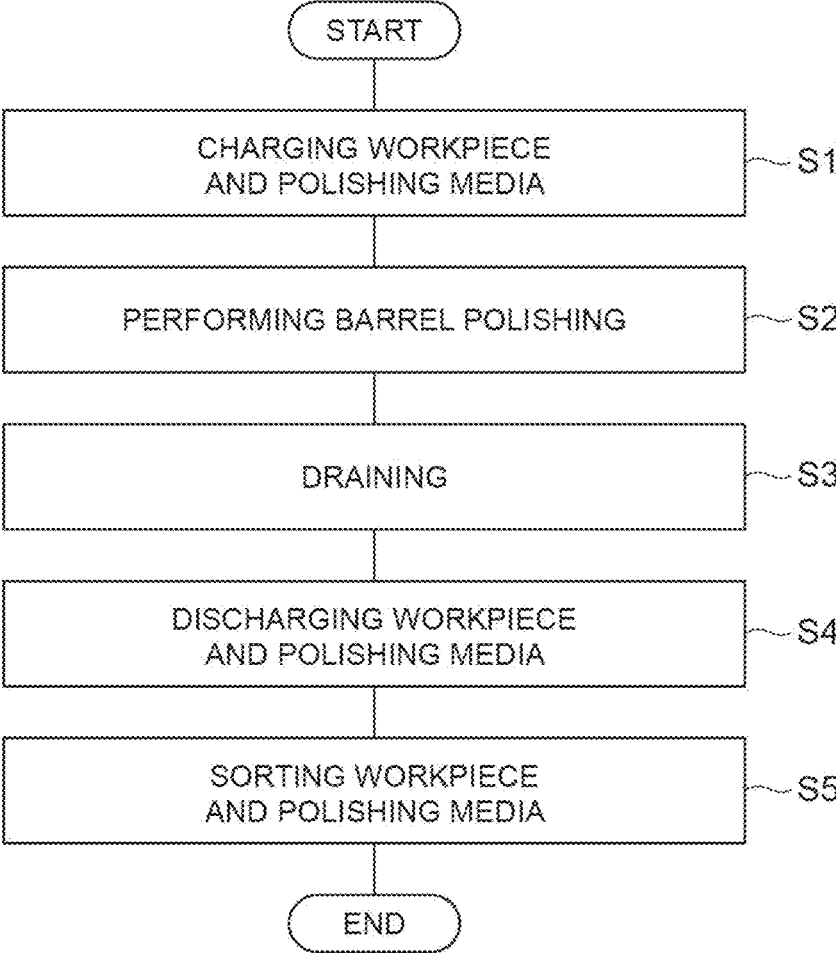 START
CHARGING WORKPIECE
AND POLISHING MEDIA
S1
PERFORMING BARREL POLISHING
S2
DRAINING
S3
DISCHARGING WORKPIECE
AND POLISHING MEDIA
S4
SORTING WORKPIECE
AND POLISHING MEDIA
S5
END